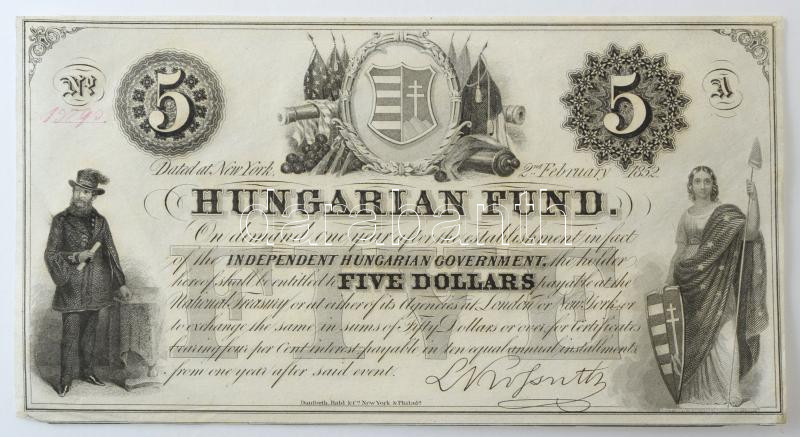 5 5
Nº A
Dated at New York, 2nd February 1852
HUNGARIAN FUND.
On demand, one year after the establishment in fact
of the INDEPENDENT HUNGARIAN GOVERNMENT, the holder
hereof shall be entitled to FIVE DOLLARS payable at the
National Treasury or at either of its Agencies at London or New York, or
to exchange the same in sums of Fifty Dollars or over, for Certificates
bearing four per Cent interest, payable in ten equal annual installments
from one year after said event.
FIVE
Danforth, Bald & Co. New York & Philada.